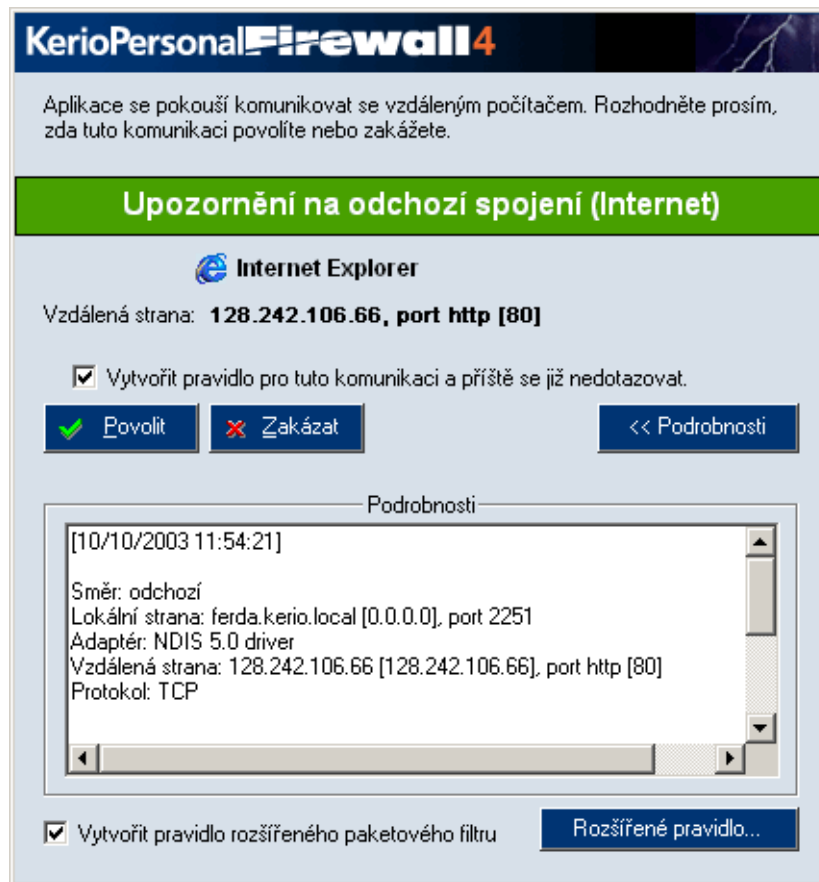 KerioPersonalFirewall4
Aplikace se pokouší komunikovat se vzdáleným počítačem. Rozhodněte prosím,
zda tuto komunikaci povolíte nebo zakážete.
Upozornění na odchozí spojení (Internet)
Internet Explorer
Vzdálená strana: 128.242.106.66, port http [80]
Vytvořit pravidlo pro tuto komunikaci a příště se již nedotazovat.
Povolit Zakázat << Podrobnosti
Podrobnosti
[10/10/2003 11:54:21]
Směr: odchozí
Lokální strana: ferda.kerio.local [0.0.0.0], port 2251
Adaptér: NDIS 5.0 driver
Vzdálená strana: 128.242.106.66 [128.242.106.66], port http [80]
Protokol: TCP
Vytvořit pravidlo rozšířeného paketového filtru Rozšířené pravidlo...